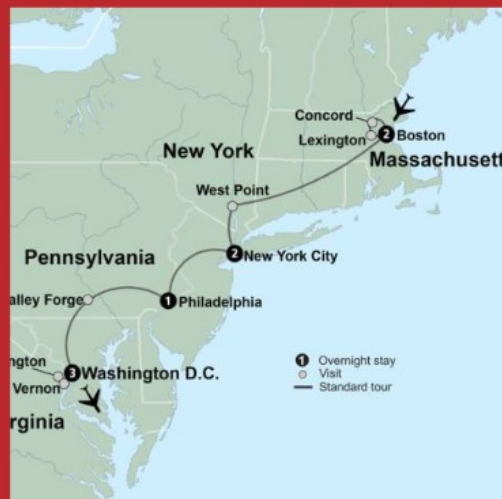 Concord
2 Boston
Lexington
Massachusett
New York
West Point
Pennsylvania
2 New York City
alley Forge
1 Philadelphia
ngton
3 Washington D.C.
Vernon
rginia
1 Overnight stay
Visit
Standard tour